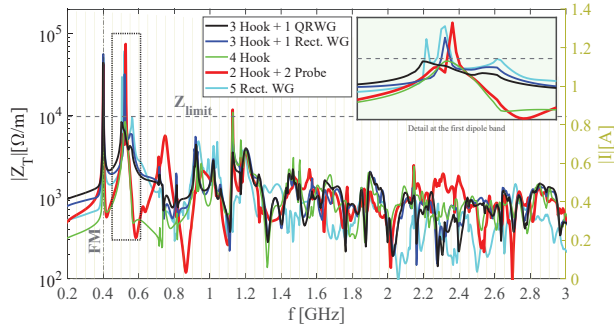 3 Hook + 1 QRWG
3 Hook + 1 Rect. WG
4 Hook
2 Hook + 2 Probe
5 Rect. WG
Detail at the first dipole band
Z_limit
FM
|Z_T|[Ω/m]
10^5
10^4
10^3
10^2
|I|[A]
1.4
1.2
1
0.8
0.6
0.4
0.2
0
0.2 0.4 0.6 0.8 1 1.2 1.4 1.6 1.8 2 2.2 2.4 2.6 2.8 3
f [GHz]